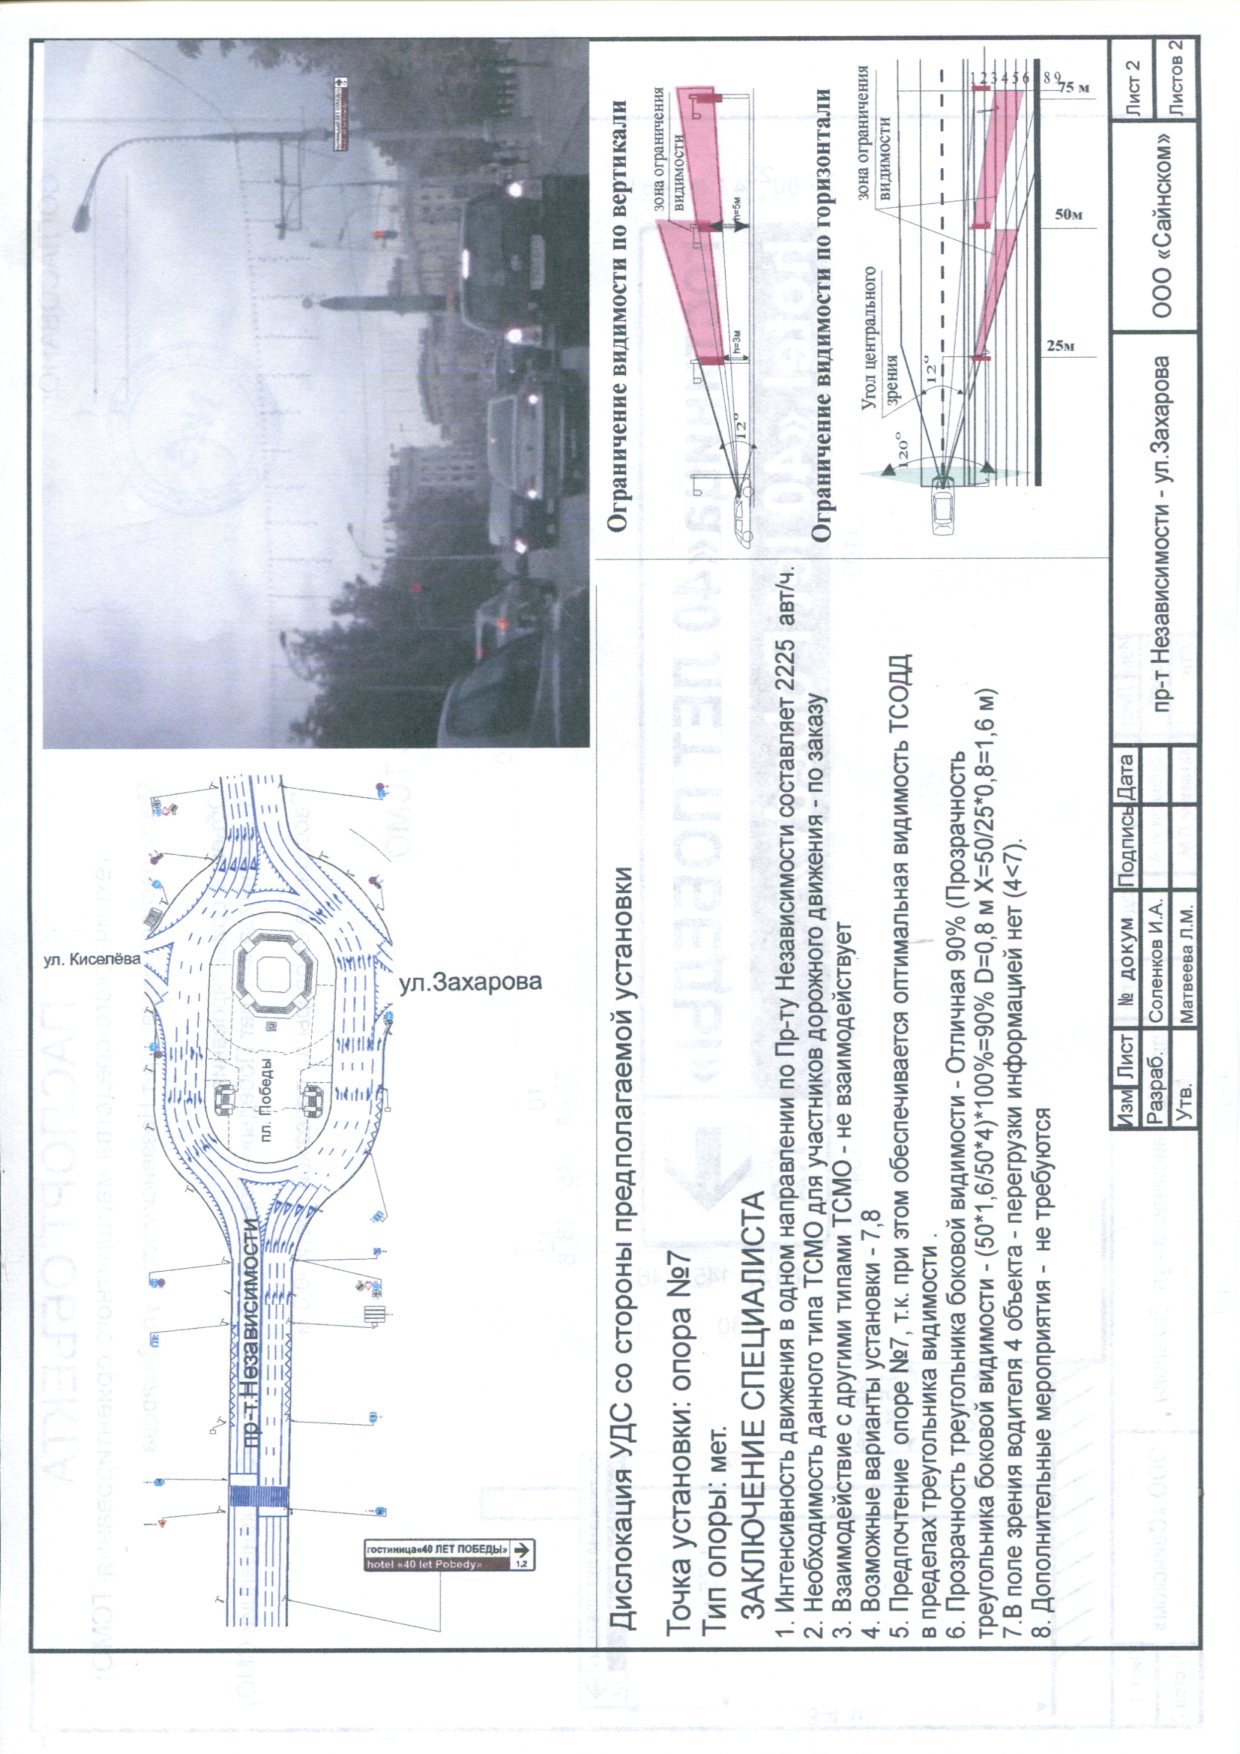 ул. Киселёва
ул.Захарова
пл. Победы
пр-т.Независимости
гостиница«40 ЛЕТ ПОБЕДЫ»
hotel «40 let Pobedy»
1,2
Дислокация УДС со стороны предполагаемой установки
Точка установки: опора №7
Тип опоры: мет.
ЗАКЛЮЧЕНИЕ СПЕЦИАЛИСТА
1. Интенсивность движения в одном направлении по Пр-ту Независимости составляет 2225 авт/ч.
2. Необходимость данного типа ТСМО для участников дорожного движения - по заказу
3. Взаимодействие с другими типами ТСМО - не взаимодействует
4. Возможные варианты установки - 7,8
5. Предпочтение опоре №7, т.к. при этом обеспечивается оптимальная видимость ТСОДД
в пределах треугольника видимости .
6. Прозрачность треугольника боковой видимости - Отличная 90% (Прозрачность
треугольника боковой видимости - (50*1,6/50*4)*100%=90% D=0,8 м X=50/25*0,8=1,6 м)
7.В поле зрения водителя 4 объекта - перегрузки информацией нет (4<7).
8. Дополнительные мероприятия - не требуются
Ограничение видимости по вертикали
зона ограничения
видимости
h=3м
h=5м
12°
Ограничение видимости по горизонтали
Угол центрального
зрения
зона ограничения
видимости
120°
12°
1 2 3 4 5 6 8 9
25м
50м
75 м
Изм Лист № докум Подпись Дата
Разраб. Соленков И.А.
Утв. Матвеева Л.М.
пр-т Независимости - ул.Захарова
ООО «Сайнском»
Лист 2
Листов 2